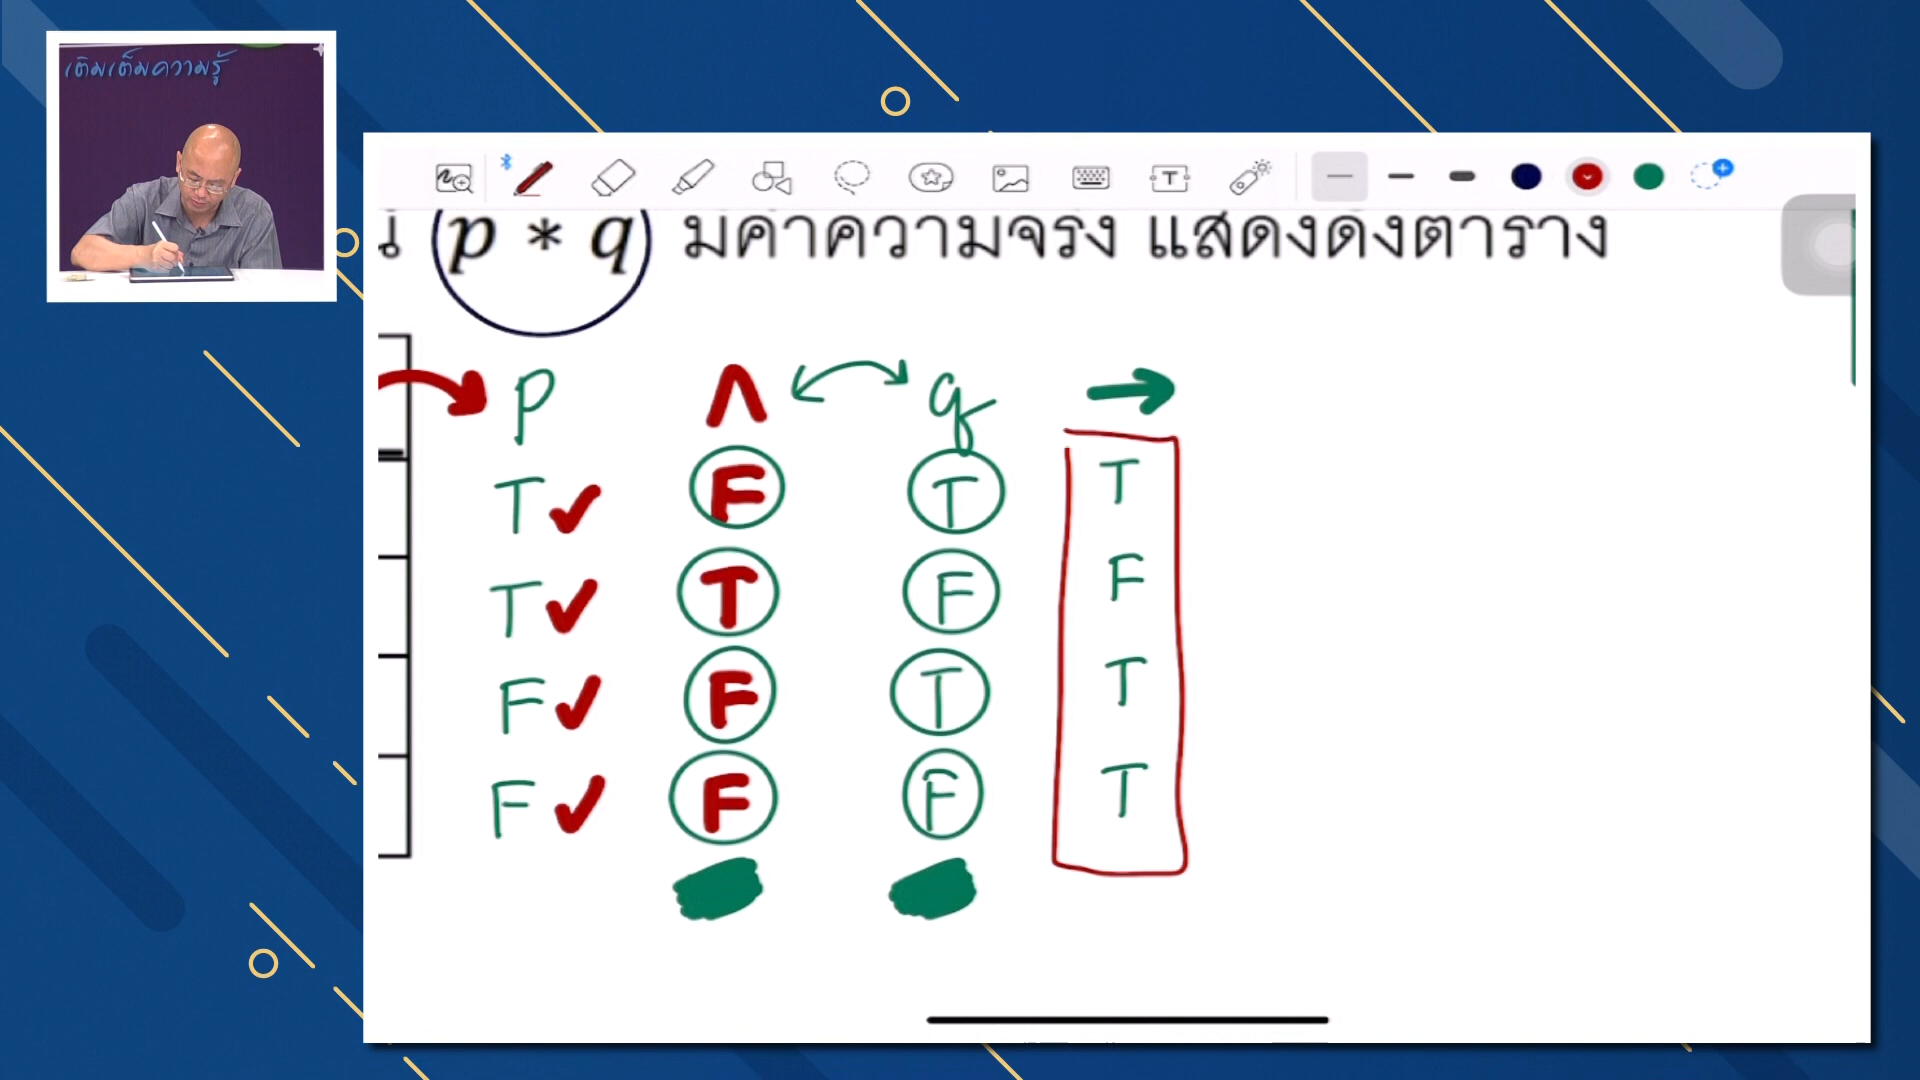 เติมเต็มความรู้
p * q มีค่าความจริง แสดงดังตาราง
p ∧ q →
T F T T
T T F F
F F T T
F F F T